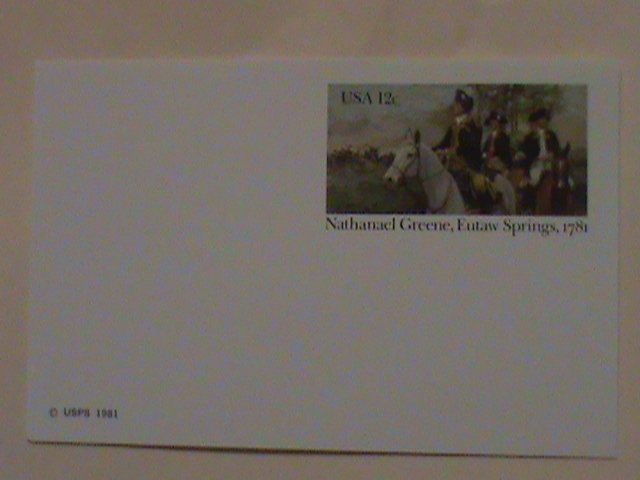 USA 12c
Nathanael Greene, Eutaw Springs, 1781
© USPS 1981